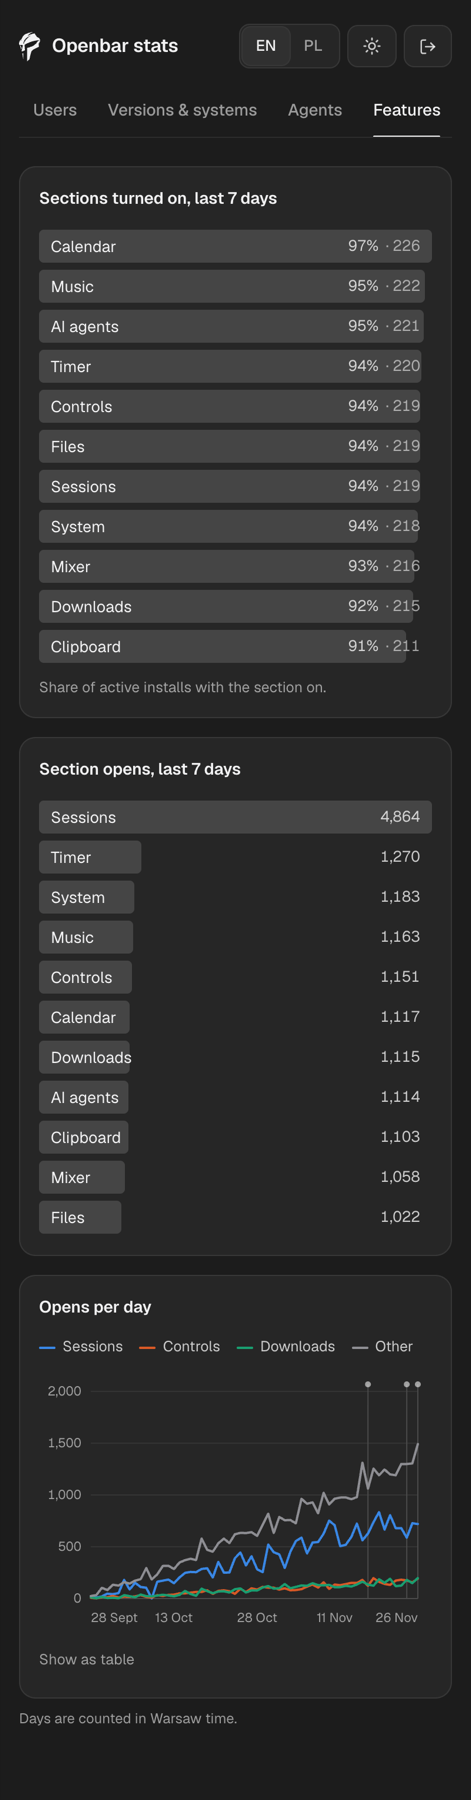 Openbar stats
EN PL
Users Versions & systems Agents Features
Sections turned on, last 7 days
Calendar 97% · 226
Music 95% · 222
AI agents 95% · 221
Timer 94% · 220
Controls 94% · 219
Files 94% · 219
Sessions 94% · 219
System 94% · 218
Mixer 93% · 216
Downloads 92% · 215
Clipboard 91% · 211
Share of active installs with the section on.
Section opens, last 7 days
Sessions 4,864
Timer 1,270
System 1,183
Music 1,163
Controls 1,151
Calendar 1,117
Downloads 1,115
AI agents 1,114
Clipboard 1,103
Mixer 1,058
Files 1,022
Opens per day
Sessions Controls Downloads Other
2,000
1,500
1,000
500
0
28 Sept 13 Oct 28 Oct 11 Nov 26 Nov
Show as table
Days are counted in Warsaw time.